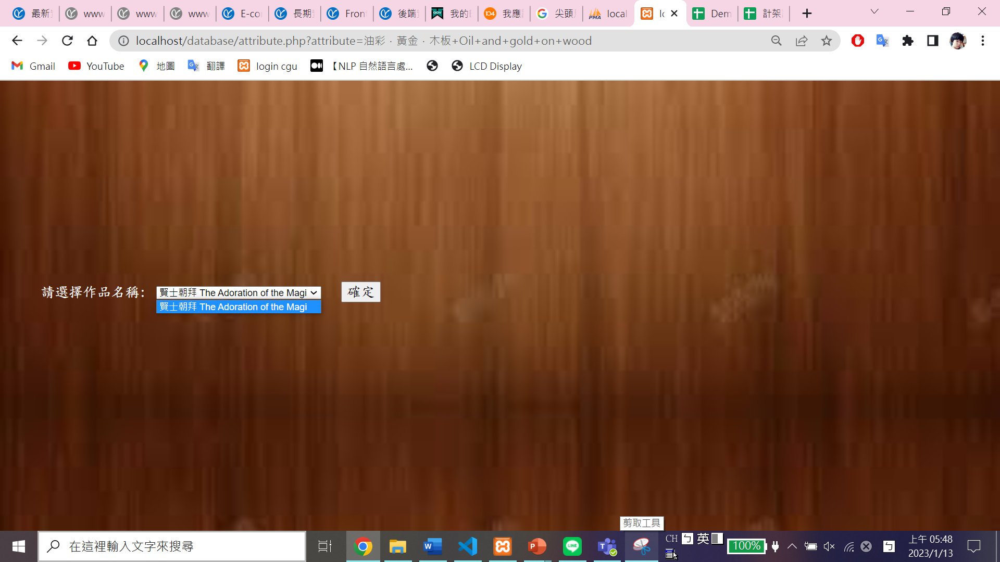 最新
www
www
www
E-co
長期
Fron
後端
我的
我應
尖頭
local
lo
Dem
計架
localhost/database/attribute.php?attribute=油彩．黃金．木板+Oil+and+gold+on+wood
Gmail
YouTube
地圖
翻譯
login cgu
【NLP 自然語言處...
LCD Display
請選擇作品名稱：
賢士朝拜 The Adoration of the Magi
確定
賢士朝拜 The Adoration of the Magi
剪取工具
在這裡輸入文字來搜尋
CH
ㄅ
英
100%
ㄅ
上午 05:48
2023/1/13